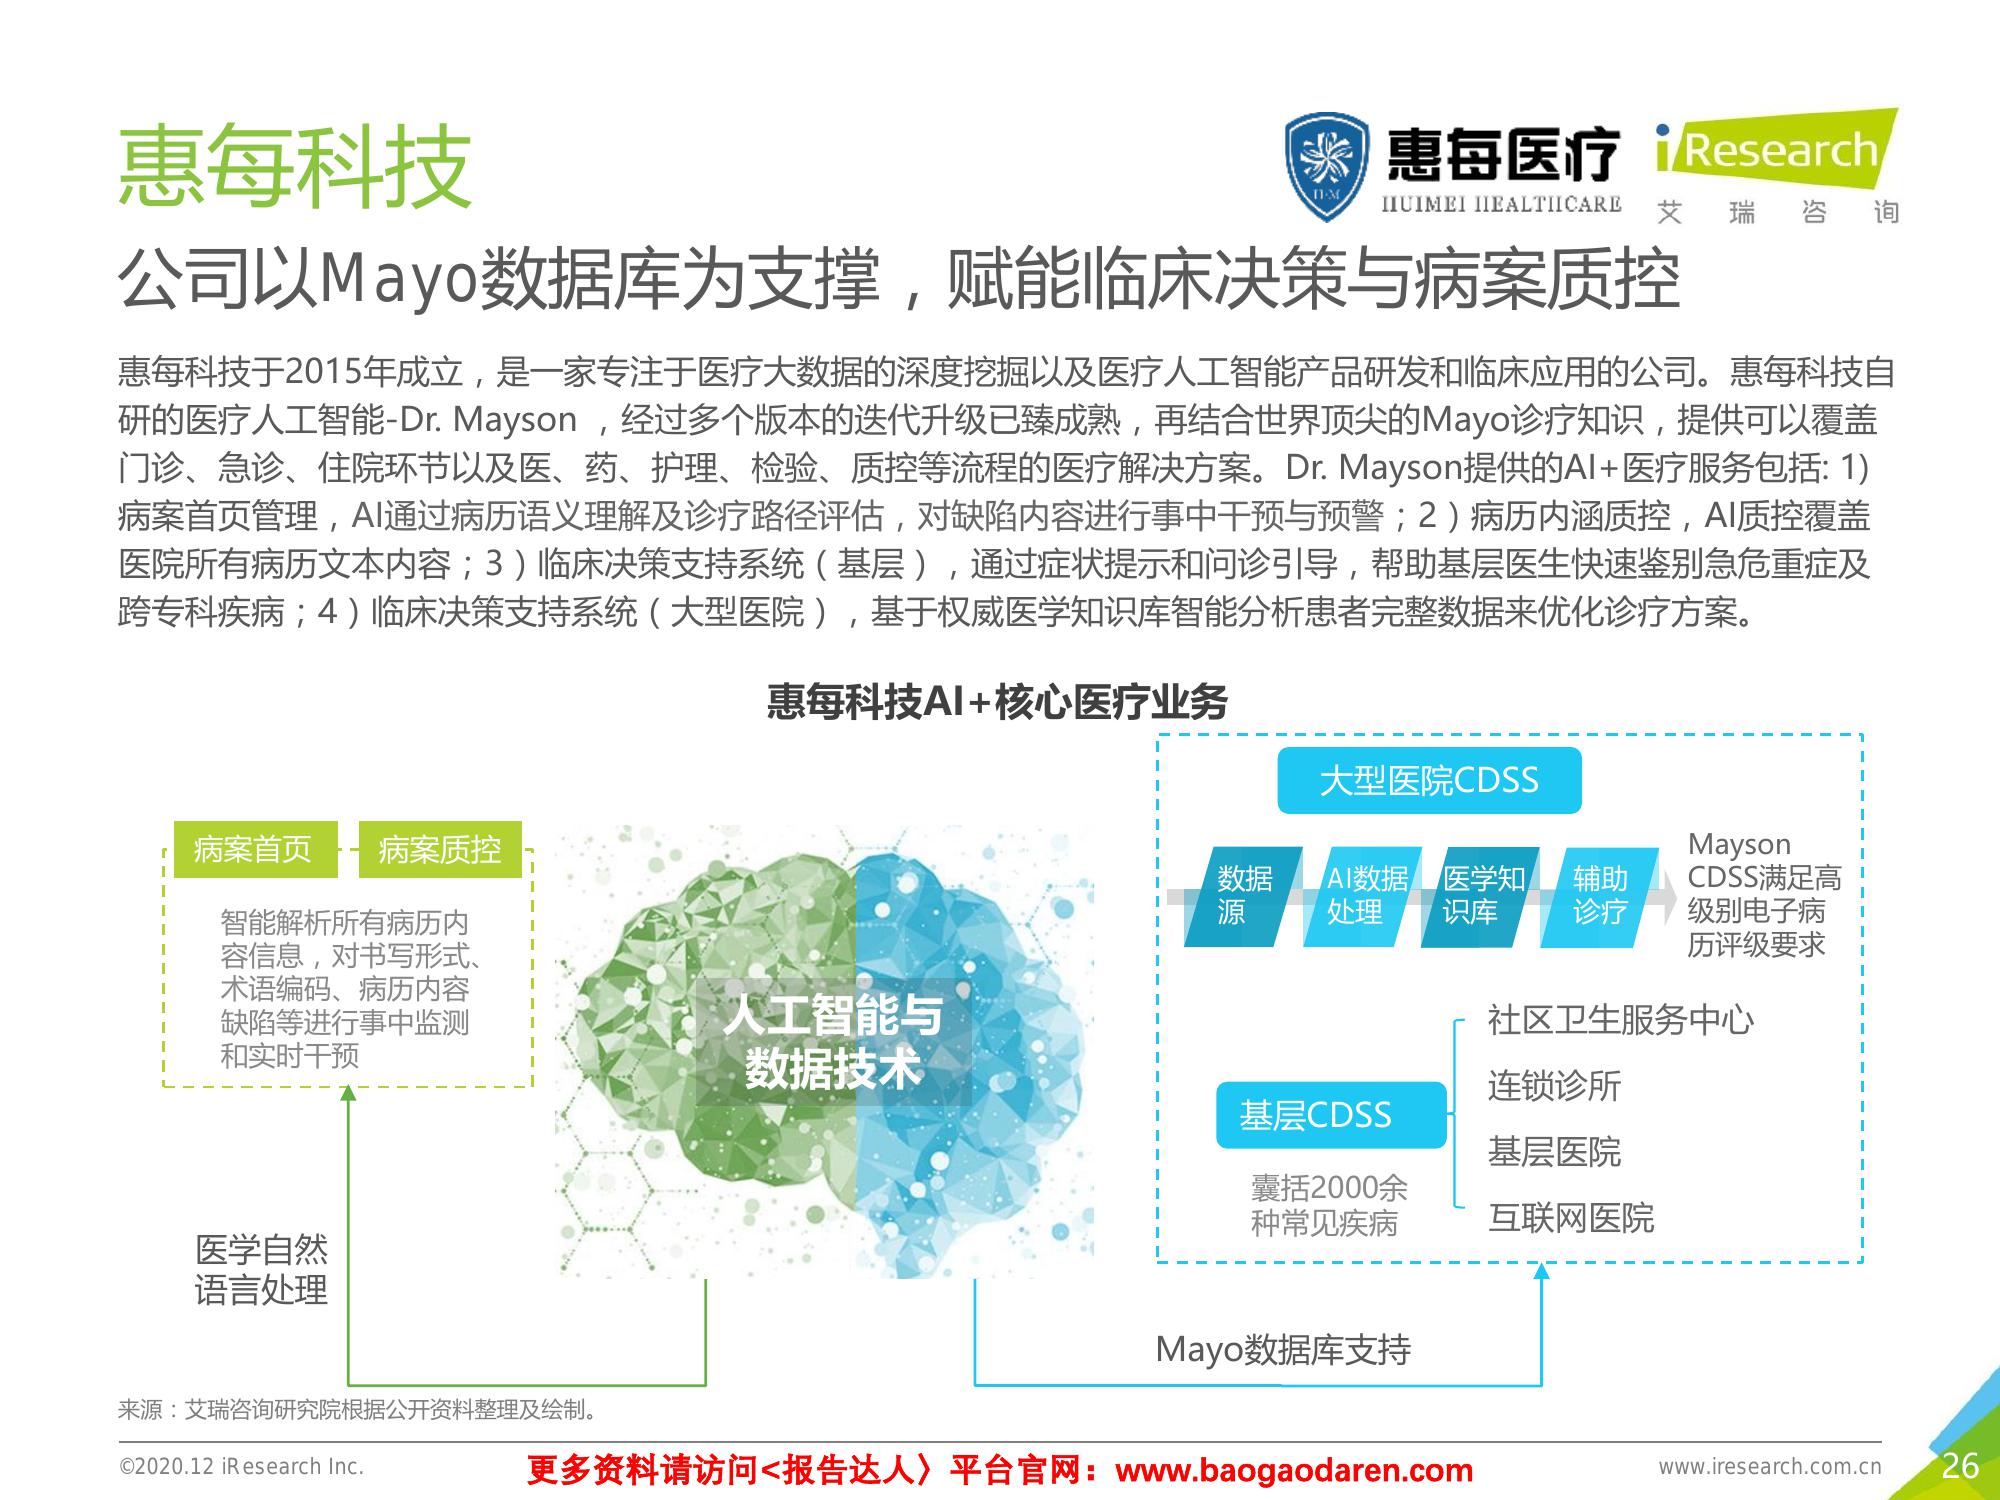 惠每科技
惠每医疗
HUIMEI HEALTHCARE
iResearch
艾瑞咨询
公司以Mayo数据库为支撑，赋能临床决策与病案质控
惠每科技于2015年成立，是一家专注于医疗大数据的深度挖掘以及医疗人工智能产品研发和临床应用的公司。惠每科技自
研的医疗人工智能-Dr. Mayson ，经过多个版本的迭代升级已臻成熟，再结合世界顶尖的Mayo诊疗知识，提供可以覆盖
门诊、急诊、住院环节以及医、药、护理、检验、质控等流程的医疗解决方案。Dr. Mayson提供的AI+医疗服务包括: 1)
病案首页管理，AI通过病历语义理解及诊疗路径评估，对缺陷内容进行事中干预与预警；2）病历内涵质控，AI质控覆盖
医院所有病历文本内容；3）临床决策支持系统（基层），通过症状提示和问诊引导，帮助基层医生快速鉴别急危重症及
跨专科疾病；4）临床决策支持系统（大型医院），基于权威医学知识库智能分析患者完整数据来优化诊疗方案。
惠每科技AI+核心医疗业务
病案首页
病案质控
智能解析所有病历内
容信息，对书写形式、
术语编码、病历内容
缺陷等进行事中监测
和实时干预
医学自然
语言处理
人工智能与
数据技术
大型医院CDSS
数据
源
AI数据
处理
医学知
识库
辅助
诊疗
Mayson
CDSS满足高
级别电子病
历评级要求
基层CDSS
囊括2000余
种常见疾病
社区卫生服务中心
连锁诊所
基层医院
互联网医院
Mayo数据库支持
来源：艾瑞咨询研究院根据公开资料整理及绘制。
©2020.12 iResearch Inc.
更多资料请访问<报告达人〉平台官网：www.baogaodaren.com
www.iresearch.com.cn
26